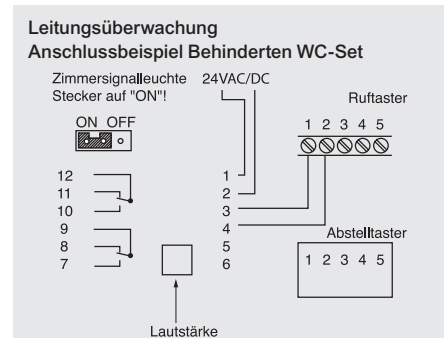 Leitungsüberwachung
Anschlussbeispiel Behinderten WC-Set
Zimmersignalleuchte
Stecker auf "ON"!
24VAC/DC
ON OFF
Ruftaster
1 2 3 4 5
12
11
10
9
8
7
1
2
3
4
5
6
Abstelltaster
1 2 3 4 5
Lautstärke